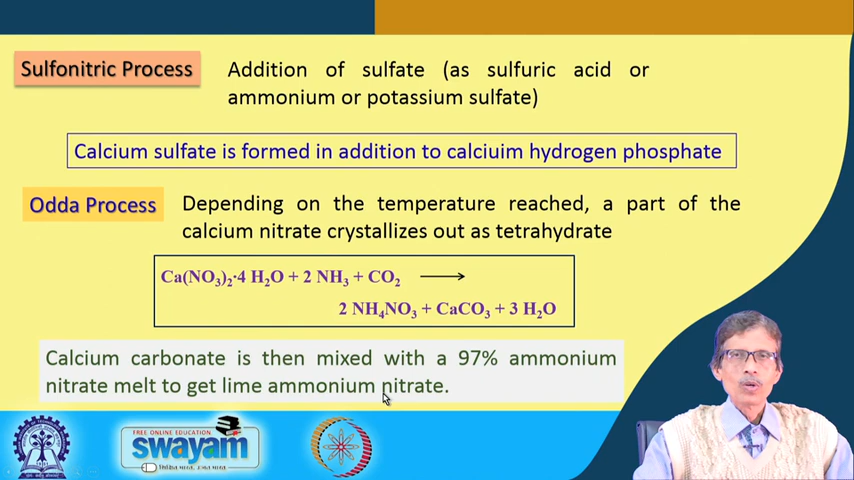 Sulfonitric Process
Addition of sulfate (as sulfuric acid or
ammonium or potassium sulfate)
Calcium sulfate is formed in addition to calciuim hydrogen phosphate
Odda Process
Depending on the temperature reached, a part of the
calcium nitrate crystallizes out as tetrahydrate
Ca(NO₃)₂·4 H₂O + 2 NH₃ + CO₂ ⟶
2 NH₄NO₃ + CaCO₃ + 3 H₂O
Calcium carbonate is then mixed with a 97% ammonium
nitrate melt to get lime ammonium nitrate.
FREE ONLINE EDUCATION
swayam